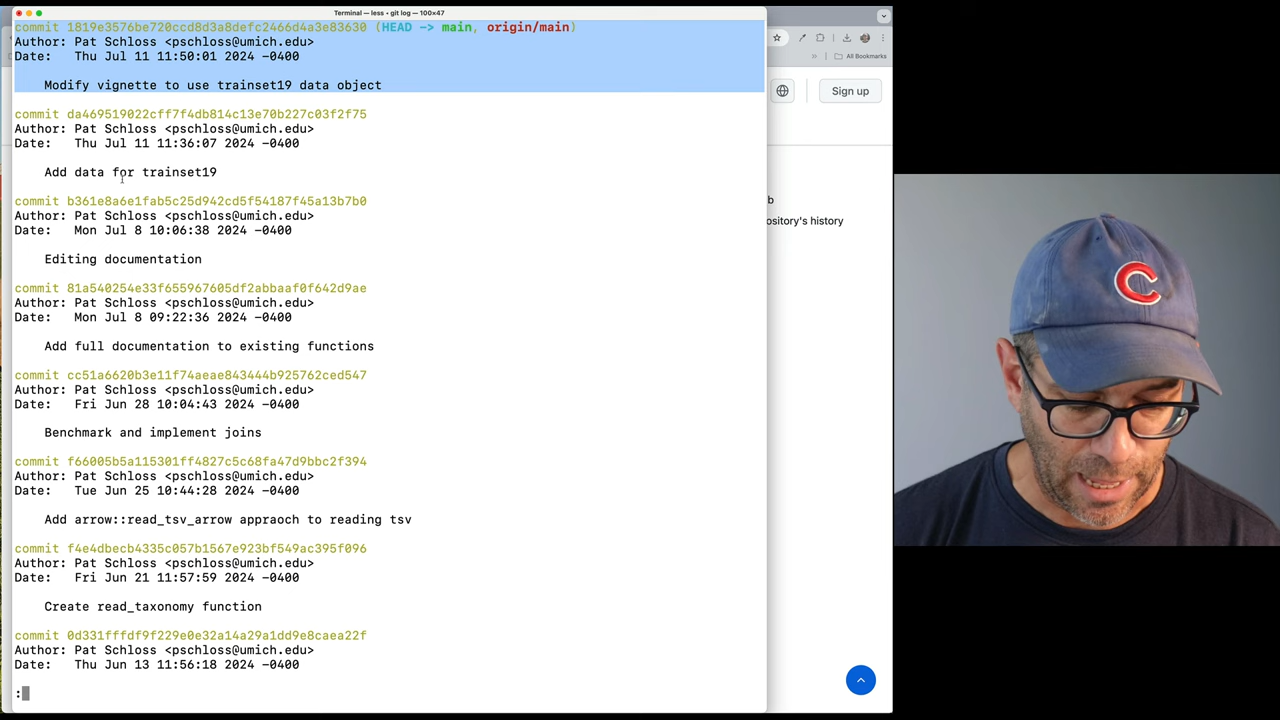 Terminal — less ◂ git log — 100×47
commit 1819e3576be720ccd8d3a8defc2466d4a3e83630 (HEAD -> main, origin/main)
Author: Pat Schloss <pschloss@umich.edu>
Date:   Thu Jul 11 11:50:01 2024 -0400
Modify vignette to use trainset19 data object
commit da469519022cff7f4db814c13e70b227c03f2f75
Author: Pat Schloss <pschloss@umich.edu>
Date:   Thu Jul 11 11:36:07 2024 -0400
Add data for trainset19
commit b361e8a6e1fab5c25d942cd5f54187f45a13b7b0
Author: Pat Schloss <pschloss@umich.edu>
Date:   Mon Jul 8 10:06:38 2024 -0400
Editing documentation
commit 81a540254e33f655967605df2abbaaf0f642d9ae
Author: Pat Schloss <pschloss@umich.edu>
Date:   Mon Jul 8 09:22:36 2024 -0400
Add full documentation to existing functions
commit cc51a6620b3e11f74aeae843444b925762ced547
Author: Pat Schloss <pschloss@umich.edu>
Date:   Fri Jun 28 10:04:43 2024 -0400
Benchmark and implement joins
commit f66005b5a115301ff4827c5c68fa47d9bbc2f394
Author: Pat Schloss <pschloss@umich.edu>
Date:   Tue Jun 25 10:44:28 2024 -0400
Add arrow::read_tsv_arrow appraoch to reading tsv
commit f4e4dbecb4335c057b1567e923bf549ac395f096
Author: Pat Schloss <pschloss@umich.edu>
Date:   Fri Jun 21 11:57:59 2024 -0400
Create read_taxonomy function
commit 0d331fffdf9f229e0e32a14a29a1dd9e8caea22f
Author: Pat Schloss <pschloss@umich.edu>
Date:   Thu Jun 13 11:56:18 2024 -0400
:
All Bookmarks
Sign up
b
ository's history
C